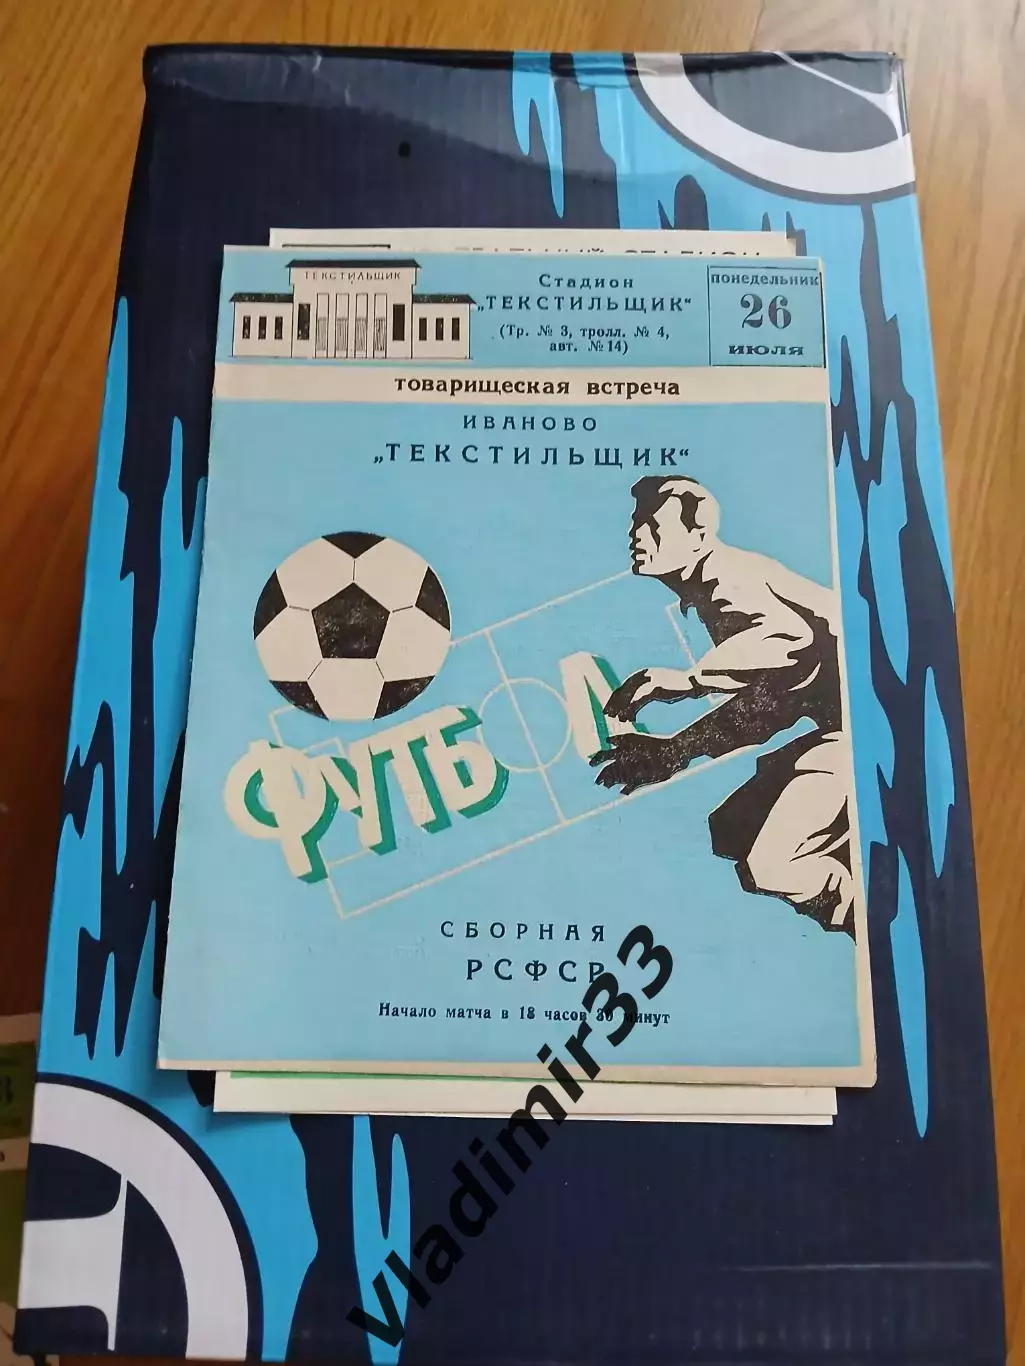 ТЕКСТИЛЬЩИК
Стадион
„ТЕКСТИЛЬЩИК“
(Тр. № 3, тролл. № 4,
авт. №14)
понедельник
26
ИЮЛЯ
товарищеская встреча
ИВАНОВО
„ТЕКСТИЛЬЩИК“
ФУТБ Л
СБОРНАЯ
РСФСР
Начало матча в 18 часов 30 минут
vladimir33